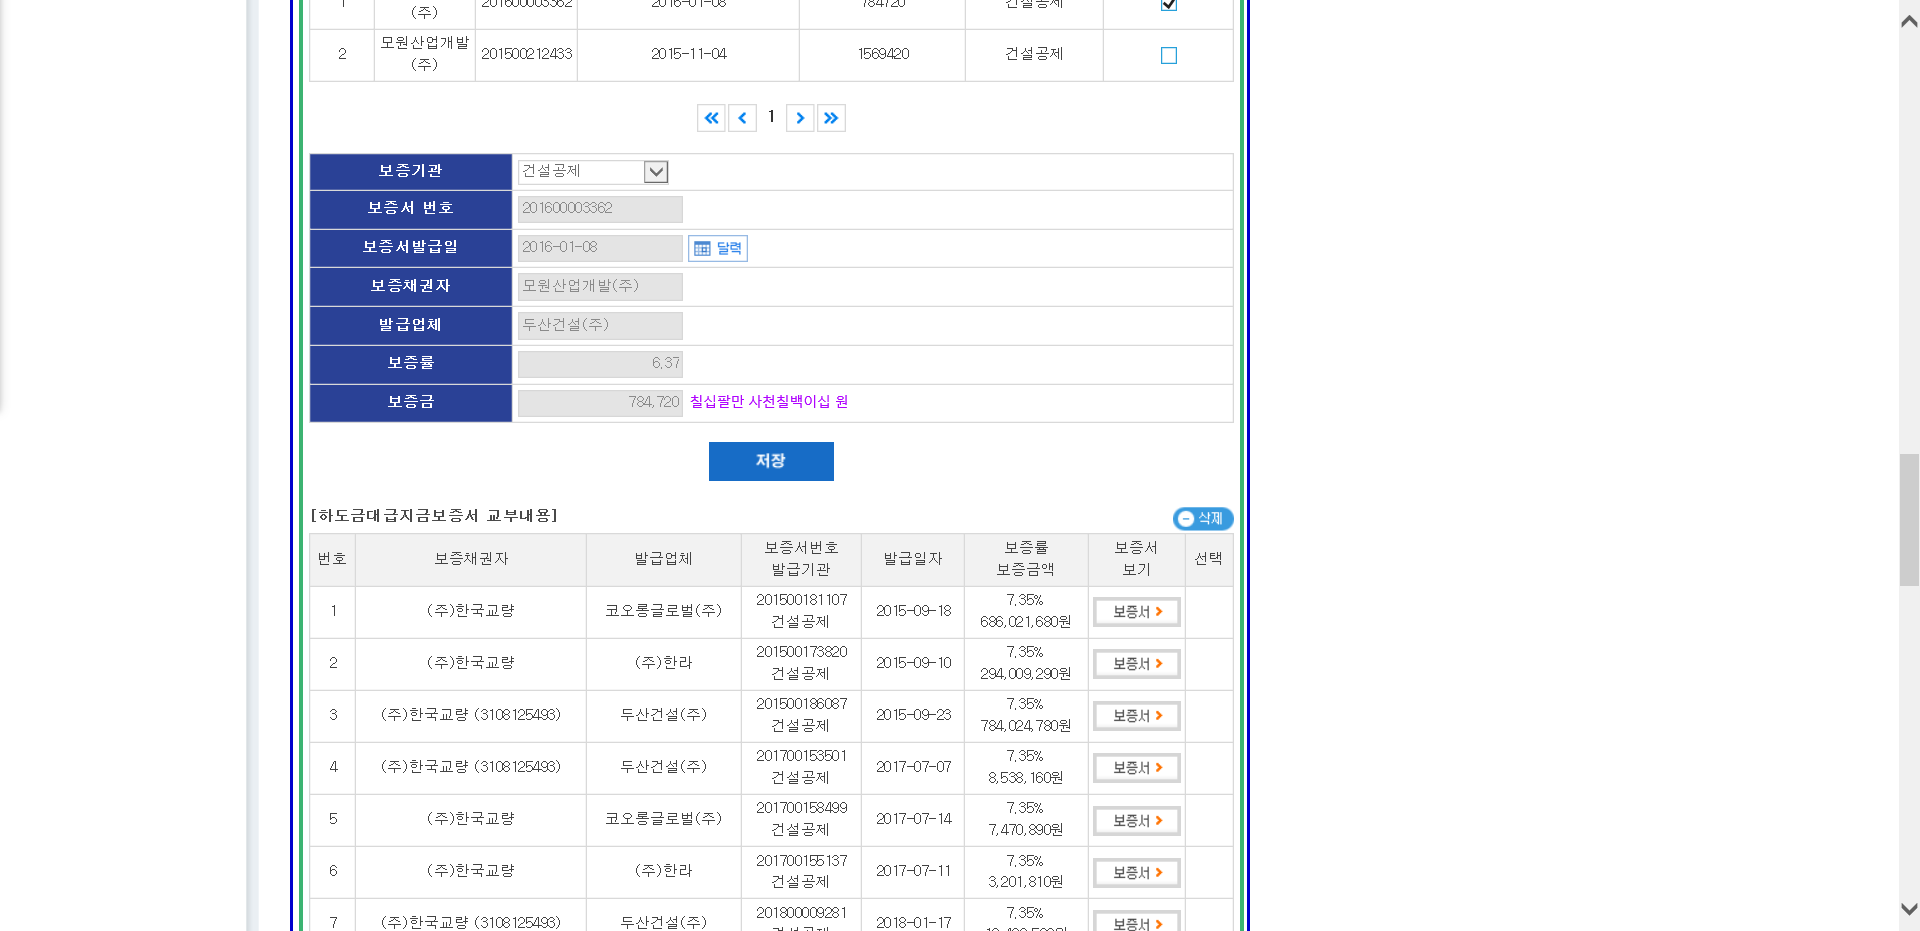 1 (주) 201600003362 2016-01-08 784720 건설공제
2 모원산업개발(주) 201500212433 2015-11-04 1569420 건설공제
1
보증기관 건설공제
보증서 번호 201600003362
보증서발급일 2016-01-08 달력
보증채권자 모원산업개발(주)
발급업체 두산건설(주)
보증률 6.37
보증금 784,720 칠십팔만 사천칠백이십 원
저장
[하도금대급지금보증서 교부내용] 삭제
번호 보증채권자 발급업체 보증서번호 발급기관 발급일자 보증률 보증금액 보증서 보기 선택
1 (주)한국교량 코오롱글로벌(주) 201500181107 건설공제 2015-09-18 7.35% 686,021,680원 보증서
2 (주)한국교량 (주)한라 201500173820 건설공제 2015-09-10 7.35% 294,009,290원 보증서
3 (주)한국교량 (3108125493) 두산건설(주) 201500186087 건설공제 2015-09-23 7.35% 784,024,780원 보증서
4 (주)한국교량 (3108125493) 두산건설(주) 201700153501 건설공제 2017-07-07 7.35% 8,538,160원 보증서
5 (주)한국교량 코오롱글로벌(주) 201700158499 건설공제 2017-07-14 7.35% 7,470,890원 보증서
6 (주)한국교량 (주)한라 201700155137 건설공제 2017-07-11 7.35% 3,201,810원 보증서
7 (주)한국교량 (3108125493) 두산건설(주) 201800009281 2018-01-17 7.35% 보증서